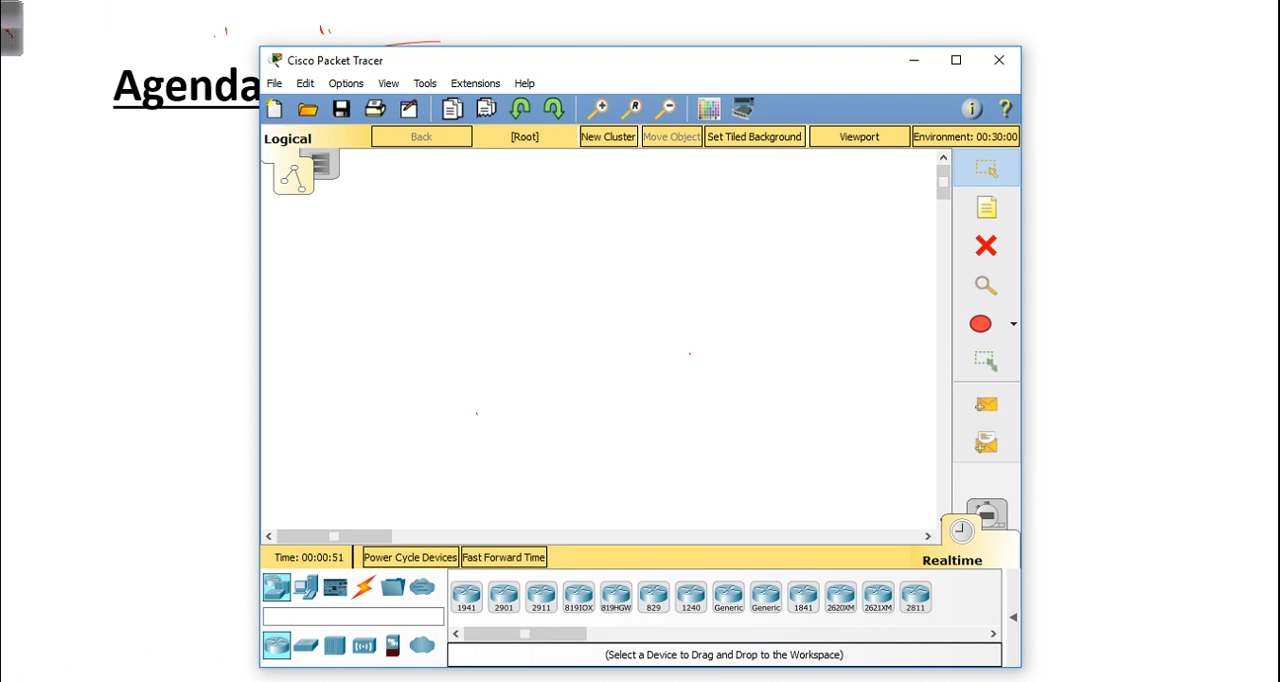 Agenda
Cisco Packet Tracer
File Edit Options View Tools Extensions Help
R
i ?
Logical Back [Root] New Cluster Move Object Set Tiled Background Viewport Environment: 00:30:00
Time: 00:00:51 Power Cycle Devices Fast Forward Time
Realtime
1941 2901 2911 819IOX 819HGW 829 1240 Generic Generic 1841 2620XM 2621XM 2811
(Select a Device to Drag and Drop to the Workspace)